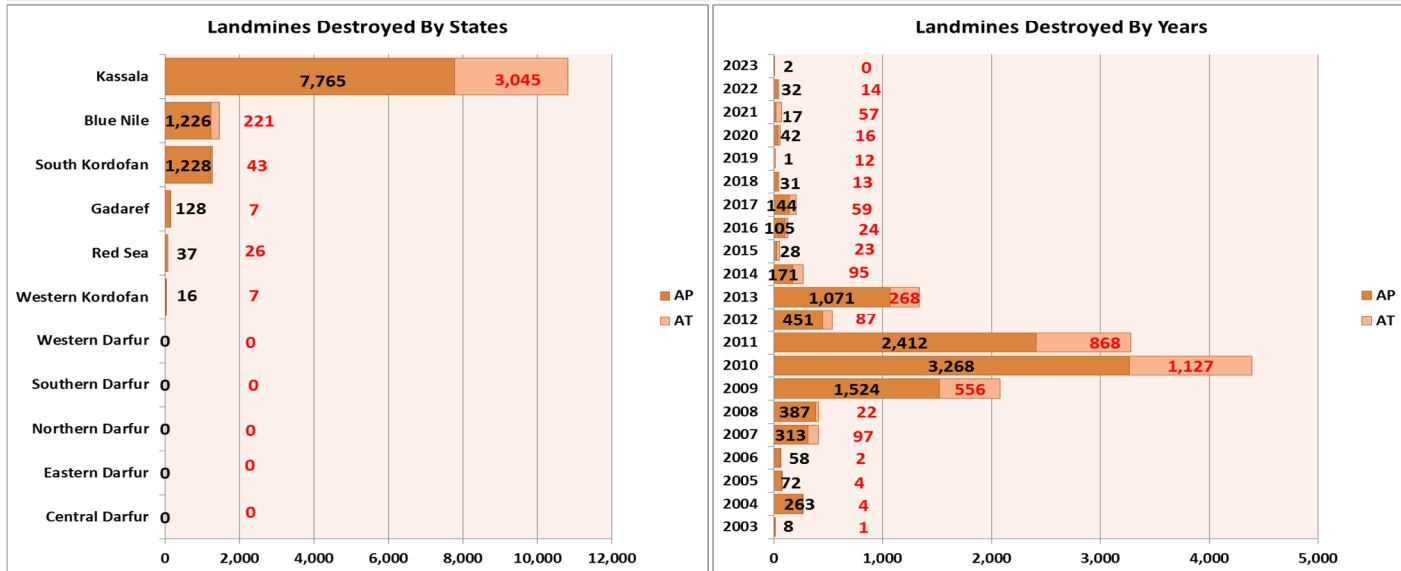 Landmines Destroyed By States
Kassala 7,765 3,045
Blue Nile 1,226 221
South Kordofan 1,228 43
Gadaref 128 7
Red Sea 37 26
Western Kordofan 16 7
Western Darfur 0 0
Southern Darfur 0 0
Northern Darfur 0 0
Eastern Darfur 0 0
Central Darfur 0 0
0 2,000 4,000 6,000 8,000 10,000 12,000
AP
AT
Landmines Destroyed By Years
2023 2 0
2022 32 14
2021 17 57
2020 42 16
2019 1 12
2018 31 13
2017 144 59
2016 105 24
2015 28 23
2014 171 95
2013 1,071 268
2012 451 87
2011 2,412 868
2010 3,268 1,127
2009 1,524 556
2008 387 22
2007 313 97
2006 58 2
2005 72 4
2004 263 4
2003 8 1
0 1,000 2,000 3,000 4,000 5,000
AP
AT